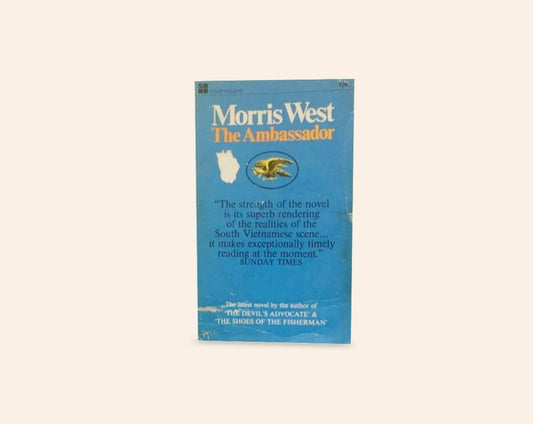 FOUR SQUARE
Morris West
The Ambassador
"The strength of the novel
is its superb rendering
of the realities of the
South Vietnamese scene...
it makes exceptionally timely
reading at the moment."
SUNDAY TIMES
The latest novel by the author of
'THE DEVIL'S ADVOCATE' &
'THE SHOES OF THE FISHERMAN'